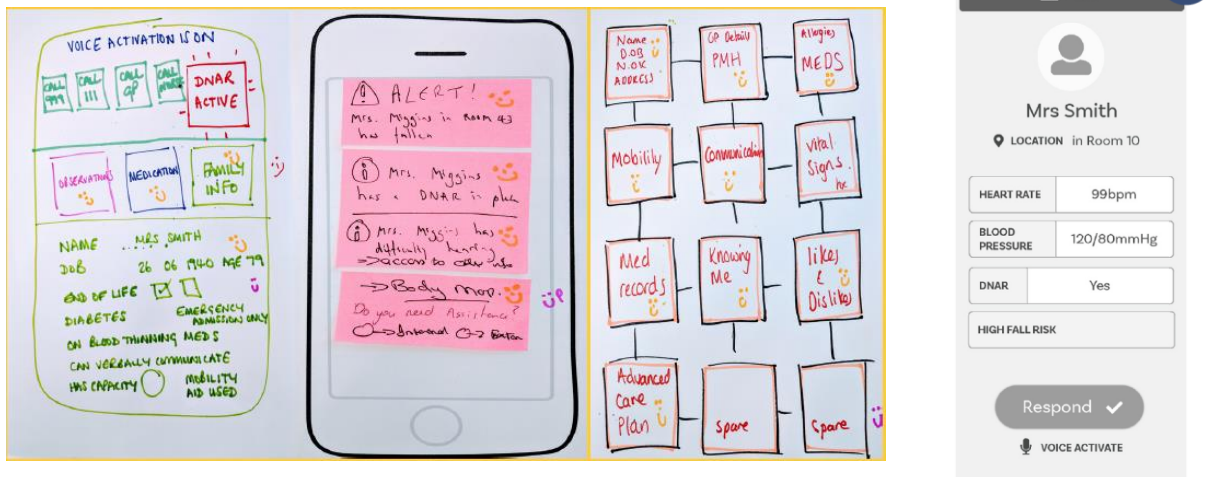 VOICE ACTIVATION IS ON
CALL 999
CALL 111
CALL GP
CALL NURSE
DNAR ACTIVE
OBSERVATIONS
MEDICATION
FAMILY INFO
NAME MRS SMITH
DOB 26 06 1940 AGE 79
END OF LIFE
DIABETES EMERGENCY ADMISSION ONLY
ON BLOOD THINNING MEDS
CAN VERBALLY COMMUNICATE
HAS CAPACITY MOBILITY AID USED
ALERT!
Mrs. Miggins in Room 43
has fallen
Mrs. Miggins
has a DNAR in place
Mrs. Miggins has
difficulty hearing
access to other info
Body Map.
Do you need Assistance?
Internal
Name
D.O.B
N.O.K
ADDRESS
GP Details
PMH
Allergies
MEDS
Mobility
Communication
Vital
Signs.
hx
Med
records
Knowing
Me
likes
&
Dislikes
Advanced
Care
Plan
Spare
Spare
Mrs Smith
LOCATION in Room 10
HEART RATE 99bpm
BLOOD PRESSURE 120/80mmHg
DNAR Yes
HIGH FALL RISK
Respond
VOICE ACTIVATE